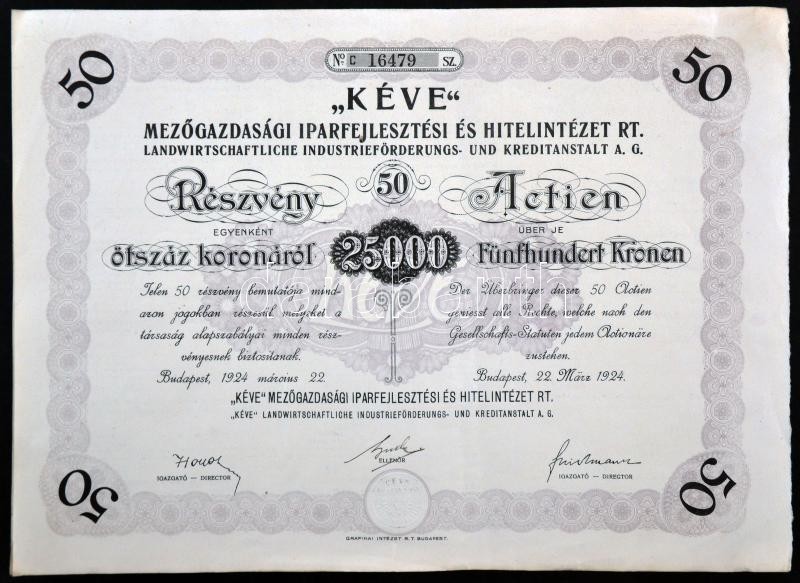 50 50
№ C 16479 SZ.
„KÉVE“
MEZŐGAZDASÁGI IPARFEJLESZTÉSI ÉS HITELINTÉZET RT.
LANDWIRTSCHAFTLICHE INDUSTRIEFÖRDERUNGS- UND KREDITANSTALT A. G.
Részvény 50 Actien
EGYENKÉNT ÜBER JE
ötszáz koronáról 25000 Fünfhundert Kronen
Jelen 50 részvény bemutatója mind-
azon jogokban részesül melyeket a
társaság alapszabályai minden rész-
vényesnek biztosítanak.
Budapest, 1924 március 22.
Der Überbringer dieser 50 Actien
geniesst alle Rechte, welche nach den
Gesellschafts-Statuten jedem Actionäre
zustehen.
Budapest, 22. März 1924.
„KÉVE“ MEZŐGAZDASÁGI IPARFEJLESZTÉSI ÉS HITELINTÉZET RT.
„KÉVE“ LANDWIRTSCHAFTLICHE INDUSTRIEFÖRDERUNGS- UND KREDITANSTALT A. G.
IGAZGATÓ — DIRECTOR
ELLENŐR
IGAZGATÓ — DIRECTOR
50 50
GRAFIKAI INTÉZET R. T. BUDAPEST.